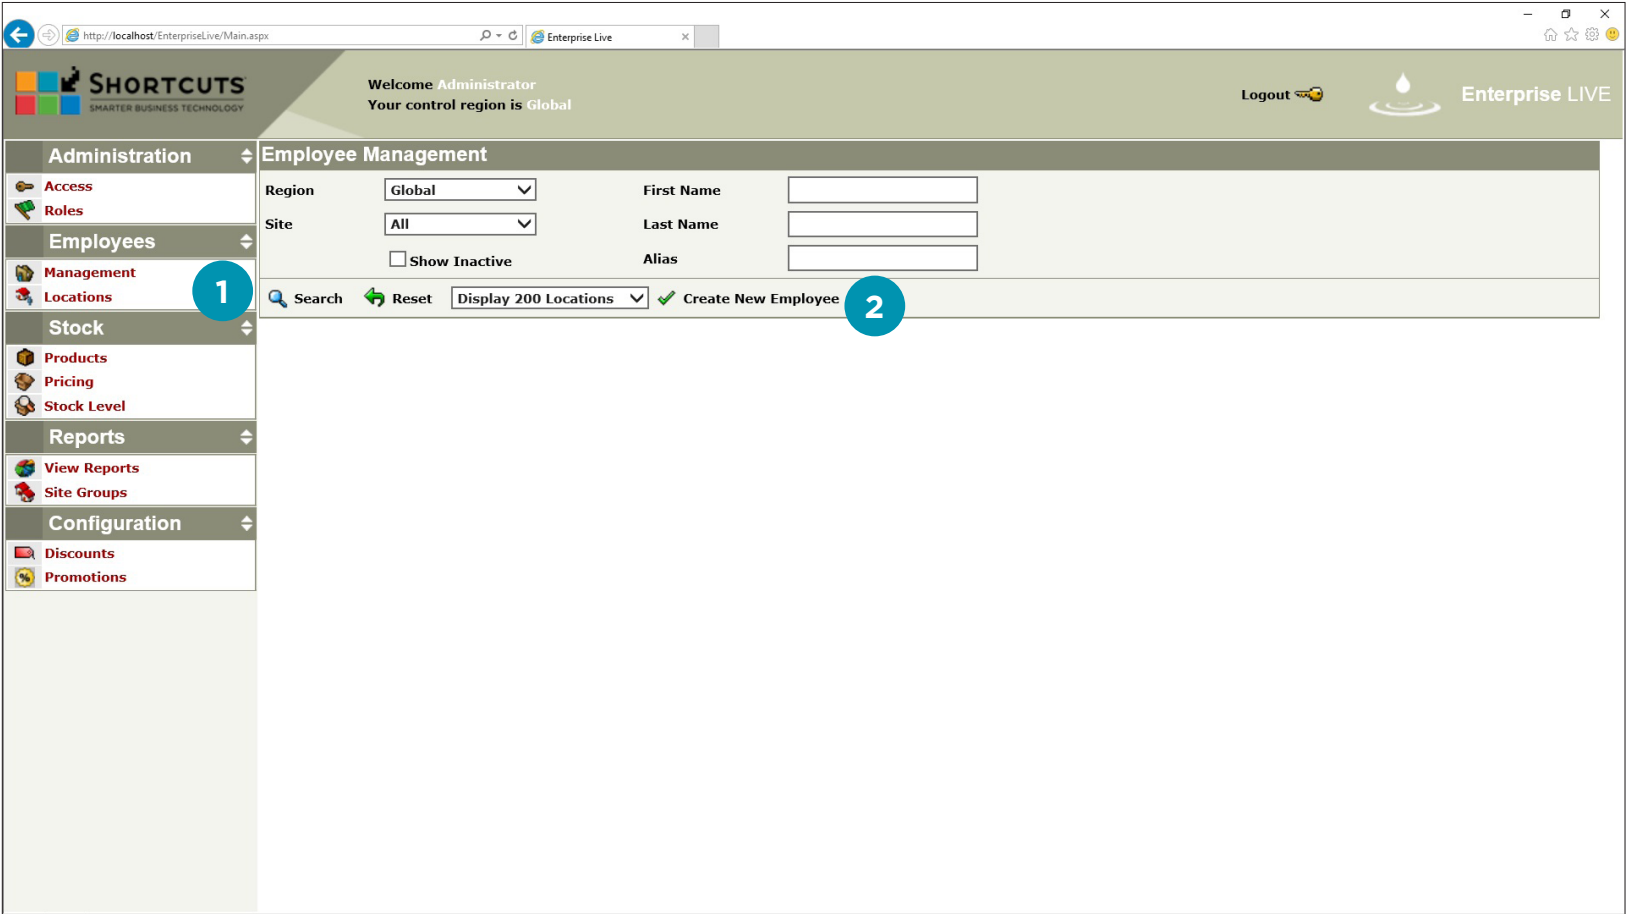 http://localhost/EnterpriseLive/Main.aspx
Enterprise Live
SHORTCUTS
SMARTER BUSINESS TECHNOLOGY
Welcome Administrator
Your control region is Global
Logout
Enterprise LIVE
Administration
Access
Roles
Employees
Management
Locations
1
Stock
Products
Pricing
Stock Level
Reports
View Reports
Site Groups
Configuration
Discounts
%
Promotions
Employee Management
Region
Global
First Name
Site
All
Last Name
Show Inactive
Alias
Search
Reset
Display 200 Locations
Create New Employee
2